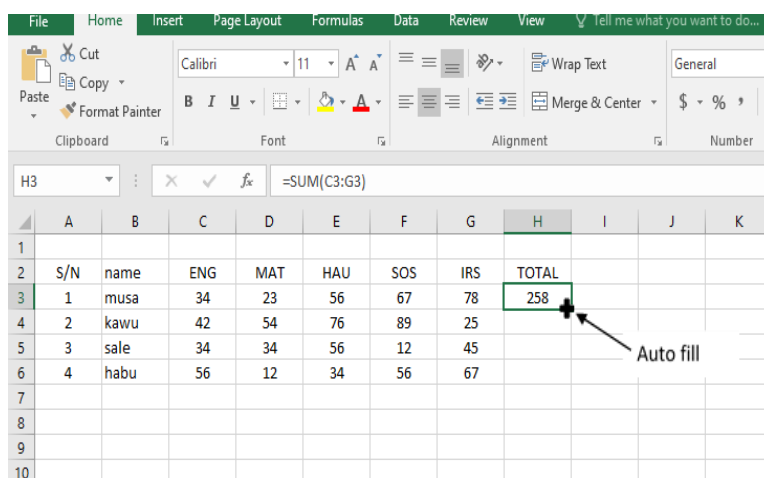 File Home Insert Page Layout Formulas Data Review View Tell me what you want to do...
Cut
Copy
Format Painter
Paste
Calibri 11 A A Wrap Text General
B I U A Merge & Center $ % ,
Clipboard Font Alignment Number
H3 fx =SUM(C3:G3)
A B C D E F G H I J K
1
2 S/N name ENG MAT HAU SOS IRS TOTAL
3 1 musa 34 23 56 67 78 258
4 2 kawu 42 54 76 89 25
5 3 sale 34 34 56 12 45
Auto fill
6 4 habu 56 12 34 56 67
7
8
9
10